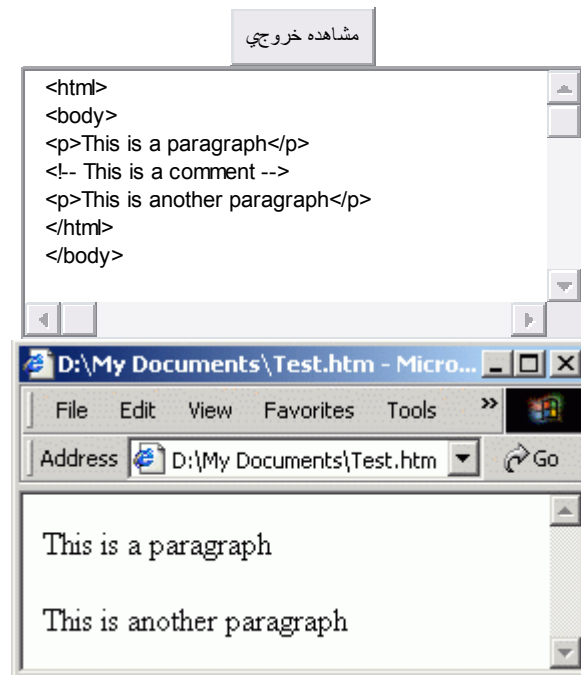 مشاهده خروجي
<html>
<body>
<p>This is a paragraph</p>
<!-- This is a comment -->
<p>This is another paragraph</p>
</html>
</body>
D:\My Documents\Test.htm - Micro...
File Edit View Favorites Tools »
Address D:\My Documents\Test.htm Go
This is a paragraph
This is another paragraph